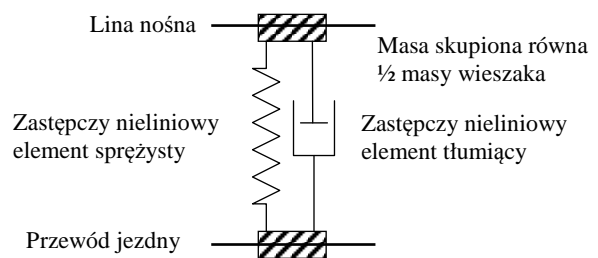 Lina nośna
Masa skupiona równa
½ masy wieszaka
Zastępczy nieliniowy
element sprężysty
Zastępczy nieliniowy
element tłumiący
Przewód jezdny